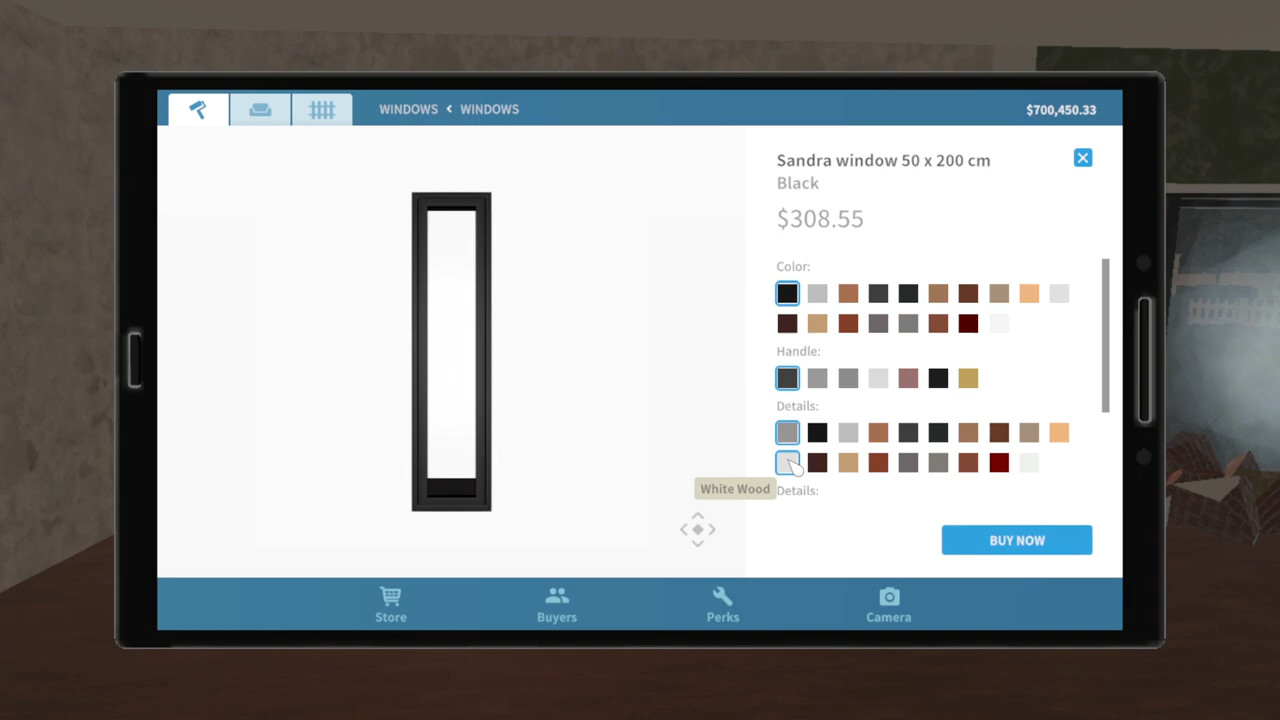 WINDOWS < WINDOWS
$700,450.33
Sandra window 50 x 200 cm
Black
$308.55
Color:
Handle:
Details:
White Wood
Details:
BUY NOW
Store
Buyers
Perks
Camera